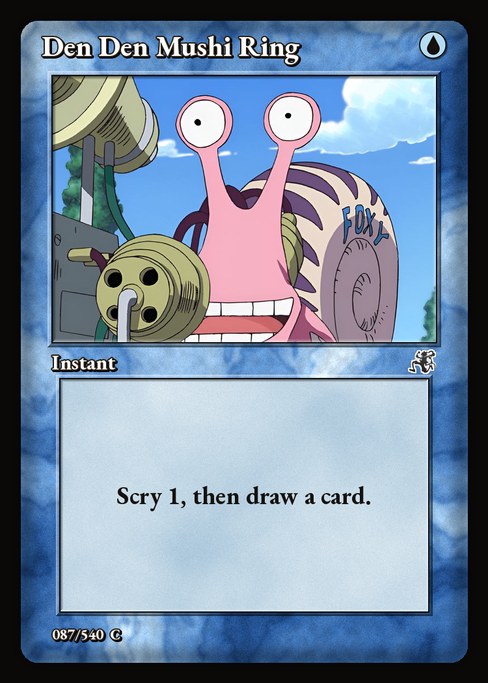 Den Den Mushi Ring
FOXY
Instant
Scry 1, then draw a card.
087/540 C